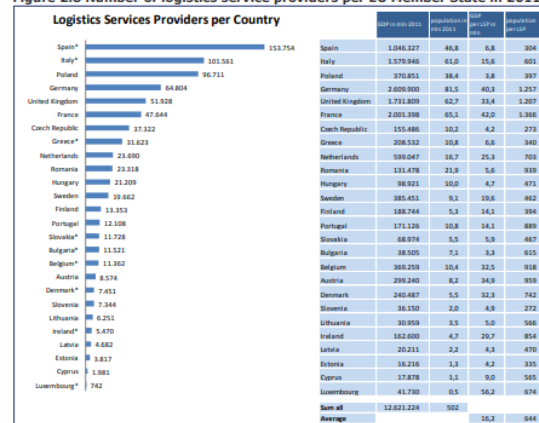 Figure 2.8 Number of logistics service providers per EU Member State in 2011
Logistics Services Providers per Country
Spain* 153.754
Italy* 101.561
Poland 96.711
Germany 64.804
United Kingdom 51.928
France 47.644
Czech Republic 37.322
Greece* 31.623
Netherlands 23.690
Romania 23.318
Hungary 21.209
Sweden 19.662
Finland 13.353
Portugal 12.108
Slovakia* 11.728
Bulgaria* 11.521
Belgium* 11.362
Austria 8.574
Denmark* 7.451
Slovenia 7.344
Lithuania 6.251
Ireland* 5.470
Latvia 4.682
Estonia 3.817
Cyprus 1.981
Luxembourg* 742
GDP in mln 2011 population in mln 2011 GDP per LSP in mln population per LSP
Spain 1.046.327 46,8 6,8 304
Italy 1.579.946 61,0 15,6 601
Poland 370.851 38,4 3,8 397
Germany 2.609.900 81,5 40,3 1.257
United Kingdom 1.731.809 62,7 33,4 1.207
France 2.001.398 65,1 42,0 1.366
Czech Republic 155.486 10,2 4,2 273
Greece 208.532 10,8 6,6 340
Netherlands 599.047 16,7 25,3 703
Romania 131.478 21,9 5,6 939
Hungary 98.921 10,0 4,7 471
Sweden 385.451 9,1 19,6 462
Finland 188.744 5,3 14,1 394
Portugal 171.126 10,8 14,1 889
Slovakia 68.974 5,5 5,9 467
Bulgaria 38.505 7,1 3,3 615
Belgium 369.259 10,4 32,5 918
Austria 299.240 8,2 34,9 959
Denmark 240.487 5,5 32,3 742
Slovenia 36.150 2,0 4,9 272
Lithuania 30.959 3,5 5,0 566
Ireland 162.600 4,7 29,7 854
Latvia 20.211 2,2 4,3 470
Estonia 16.216 1,3 4,2 335
Cyprus 17.878 1,1 9,0 565
Luxembourg 41.730 0,5 56,2 674
Sum all 12.621.224 502
Average 16,2 644